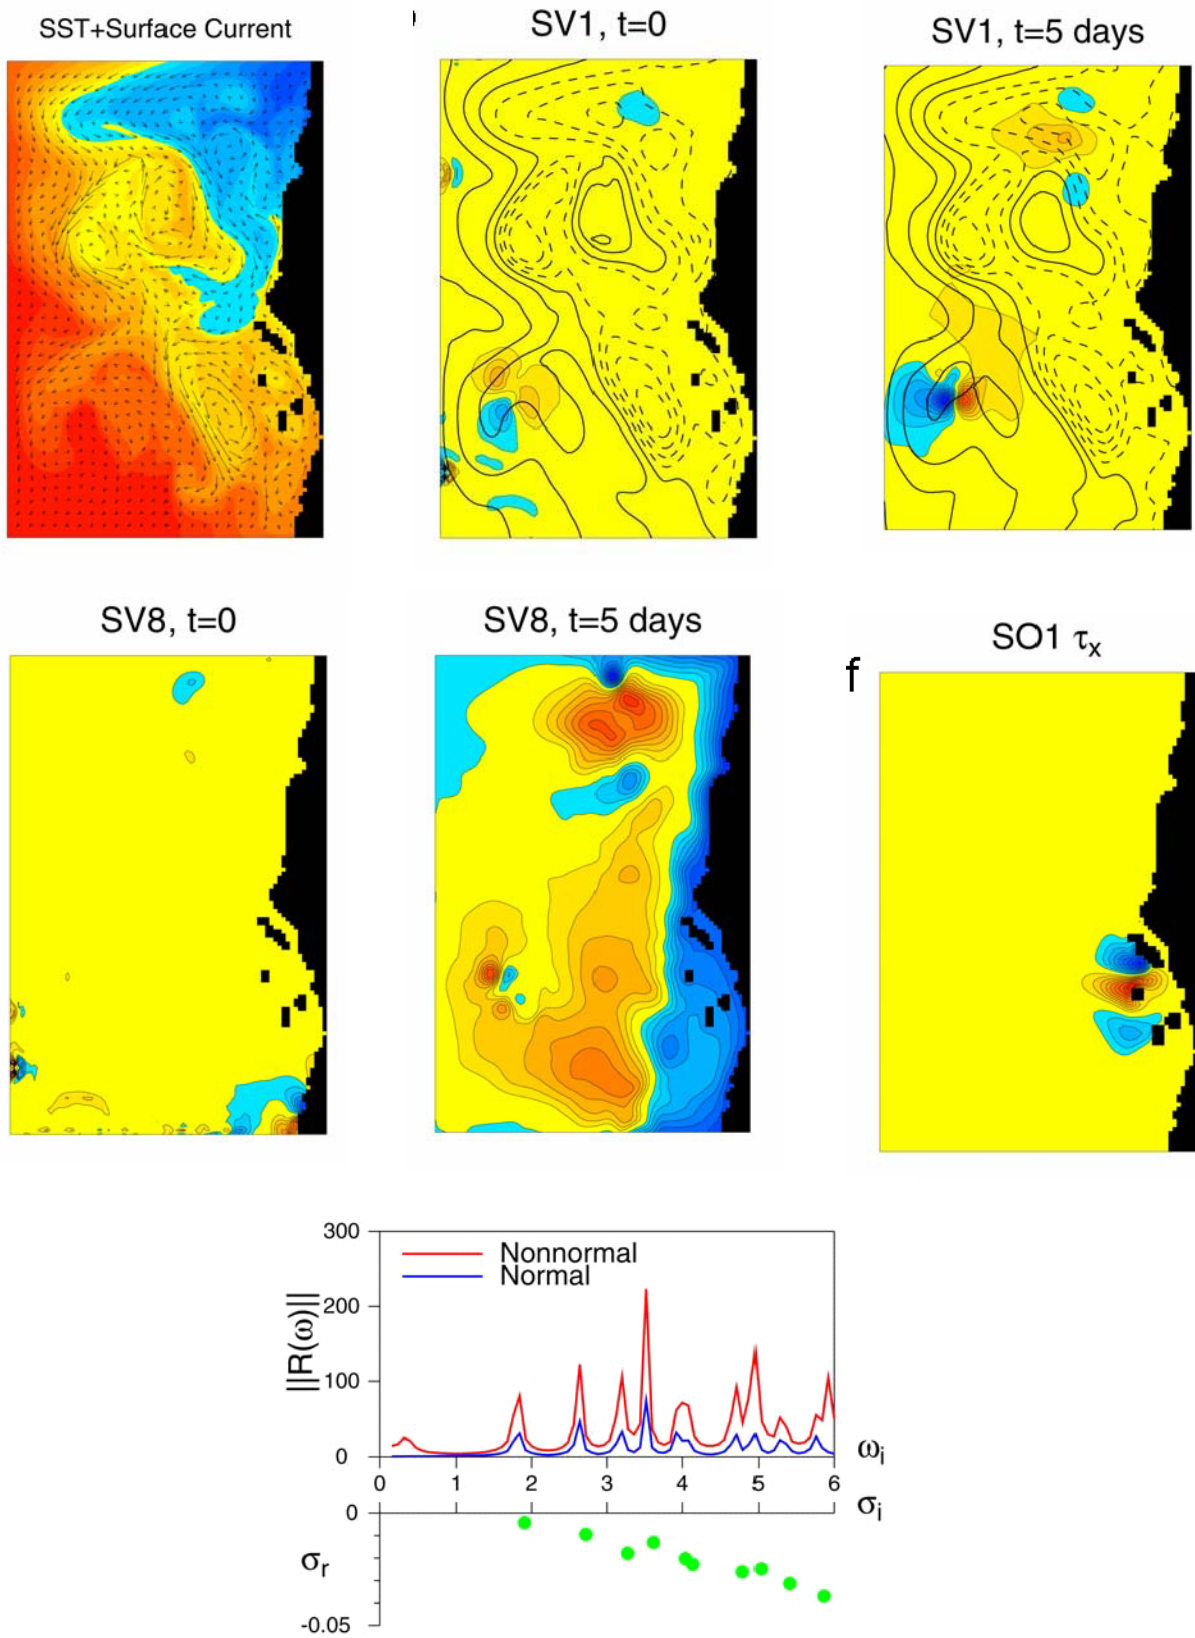 SST+Surface Current
SV1, t=0
SV1, t=5 days
SV8, t=0
SV8, t=5 days
f
SO1 τx
300
Nonnormal
Normal
200
||R(ω)||
100
0
ωi
0 1 2 3 4 5 6
0
σi
σr
-0.05